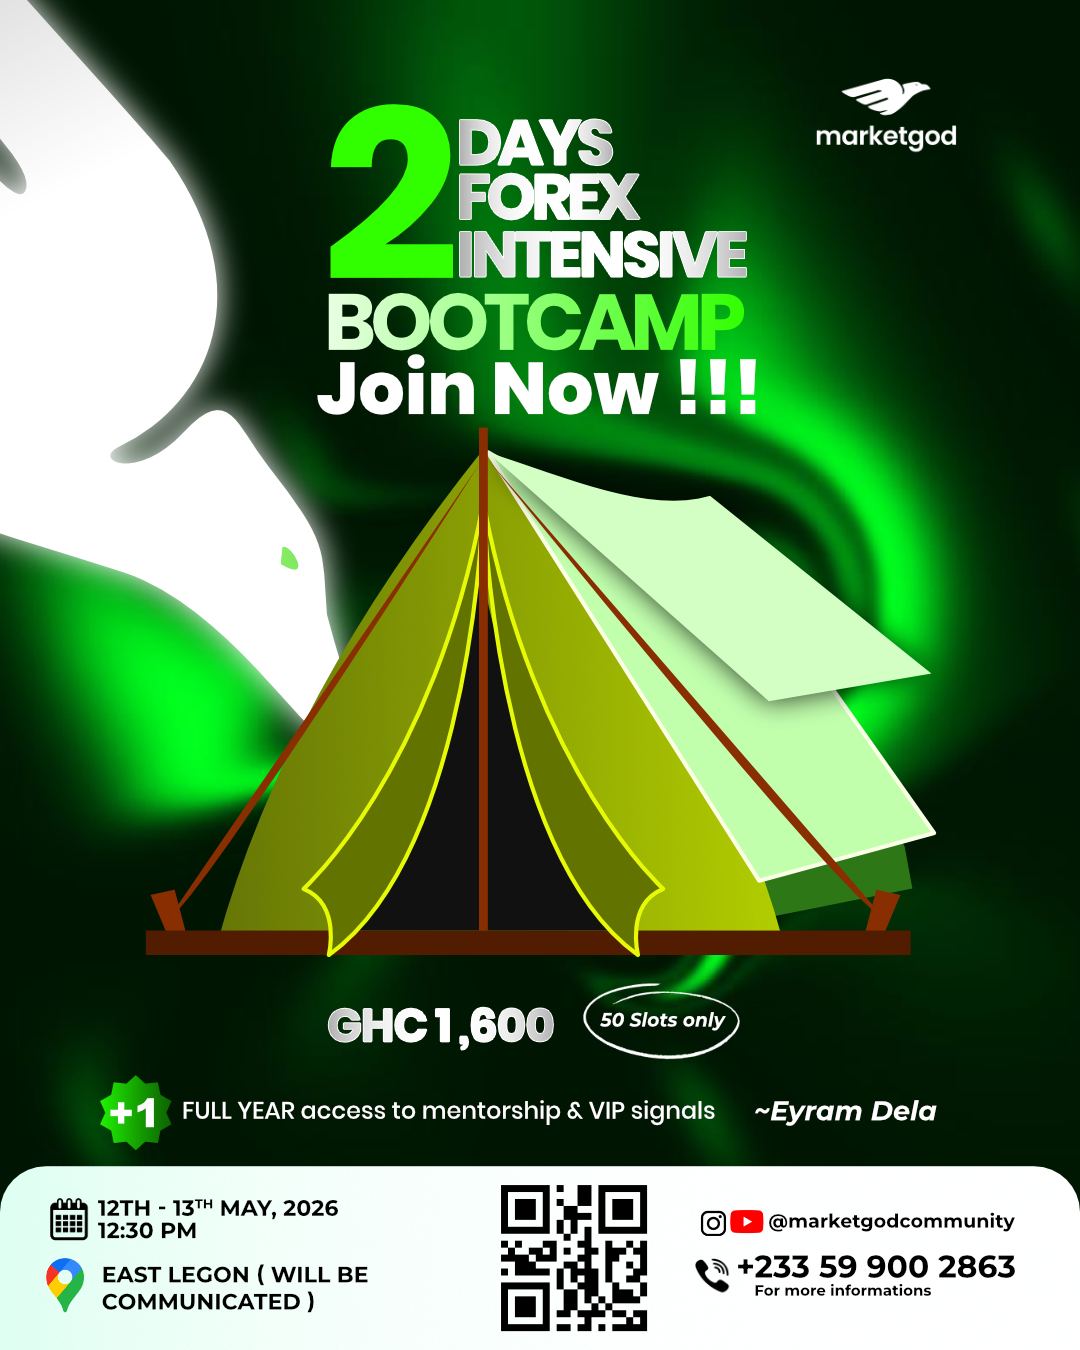 marketgod
2 DAYS
FOREX
INTENSIVE
BOOTCAMP
Join Now !!!
GHC 1,600
50 Slots only
+1 FULL YEAR access to mentorship & VIP signals
~Eyram Dela
12TH - 13TH MAY, 2026
12:30 PM
EAST LEGON ( WILL BE
COMMUNICATED )
@marketgodcommunity
+233 59 900 2863
For more informations